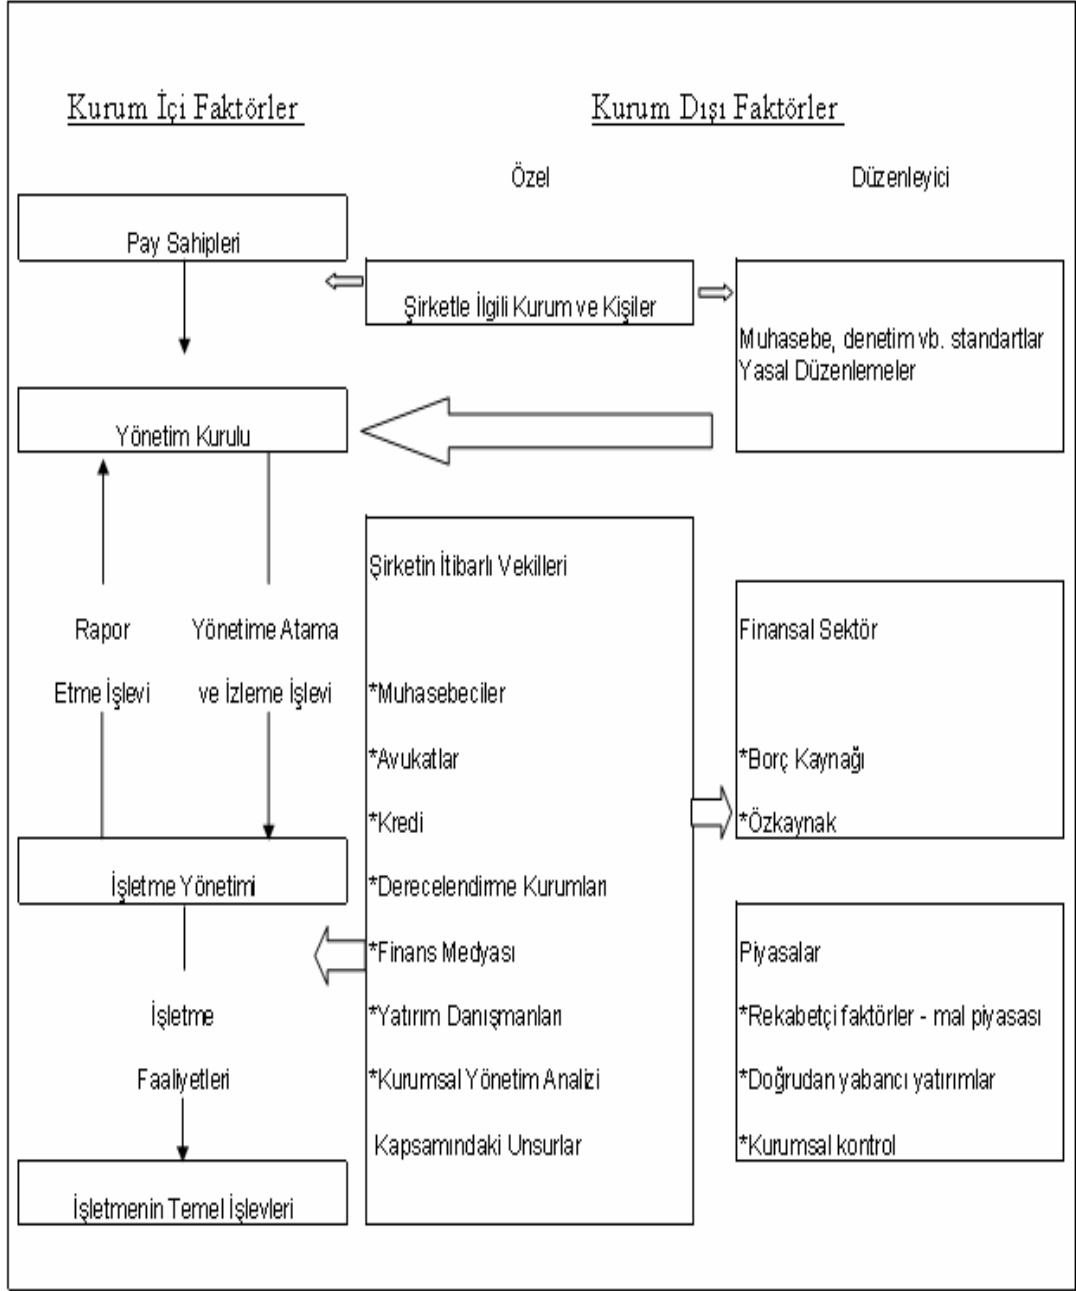 Kurum İçi Faktörler
Kurum Dışı Faktörler
Özel
Düzenleyici
Pay Sahipleri
Şirketle İlgili Kurum ve Kişiler
Muhasebe, denetim vb. standartlar
Yasal Düzenlemeler
Yönetim Kurulu
Rapor
Etme İşlevi
Yönetime Atama
ve İzleme İşlevi
İşletme Yönetimi
İşletme
Faaliyetleri
İşletmenin Temel İşlevleri
Şirketin İtibarlı Vekilleri
*Muhasebeciler
*Avukatlar
*Kredi
*Derecelendirme Kurumları
*Finans Medyası
*Yatırım Danışmanları
*Kurumsal Yönetim Analizi
Kapsamındaki Unsurlar
Finansal Sektör
*Borç Kaynağı
*Özkaynak
Piyasalar
*Rekabetçi faktörler - mal piyasası
*Doğrudan yabancı yatırımlar
*Kurumsal kontrol